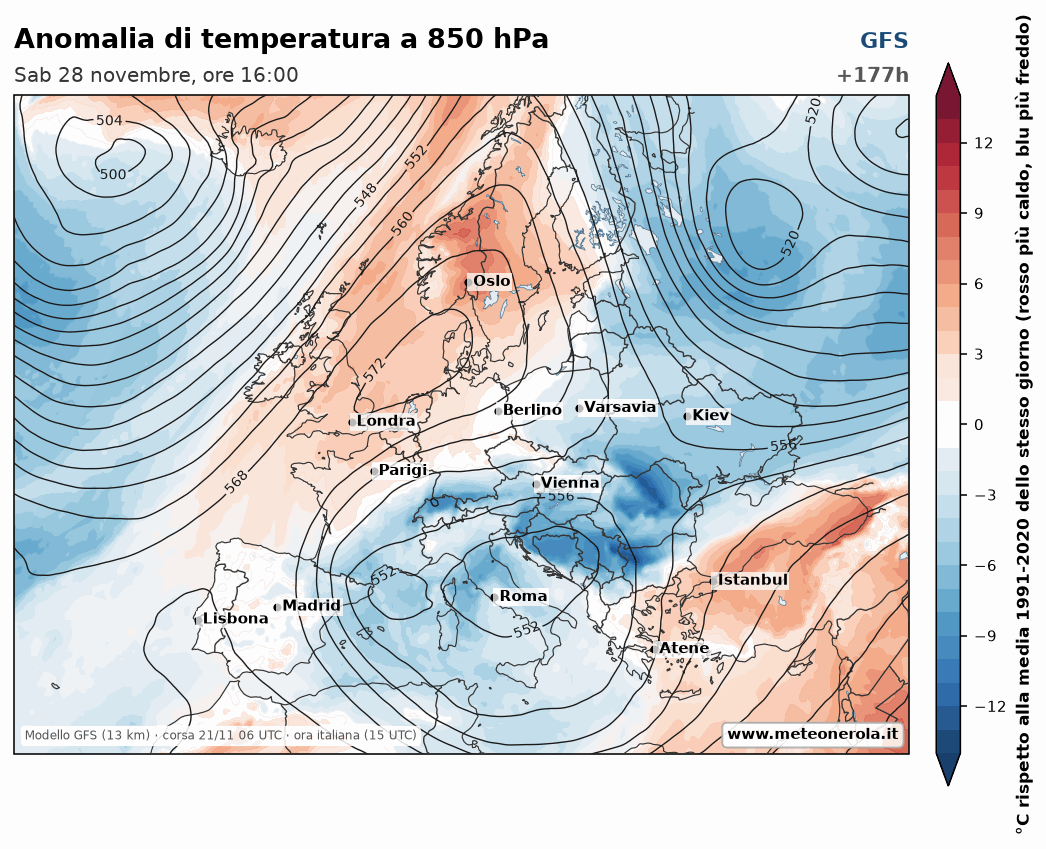 Anomalia di temperatura a 850 hPa
GFS
Sab 28 novembre, ore 16:00
+177h
504
500
520
552
548
560
520
Oslo
572
Berlino
Varsavia
Kiev
Londra
556
Parigi
568
Vienna
556
552
Istanbul
Roma
Madrid
Lisbona
552
Atene
Modello GFS (13 km) · corsa 21/11 06 UTC · ora italiana (15 UTC)
www.meteonerola.it
12
9
6
3
0
−3
−6
−9
−12
°C rispetto alla media 1991-2020 dello stesso giorno (rosso più caldo, blu più freddo)